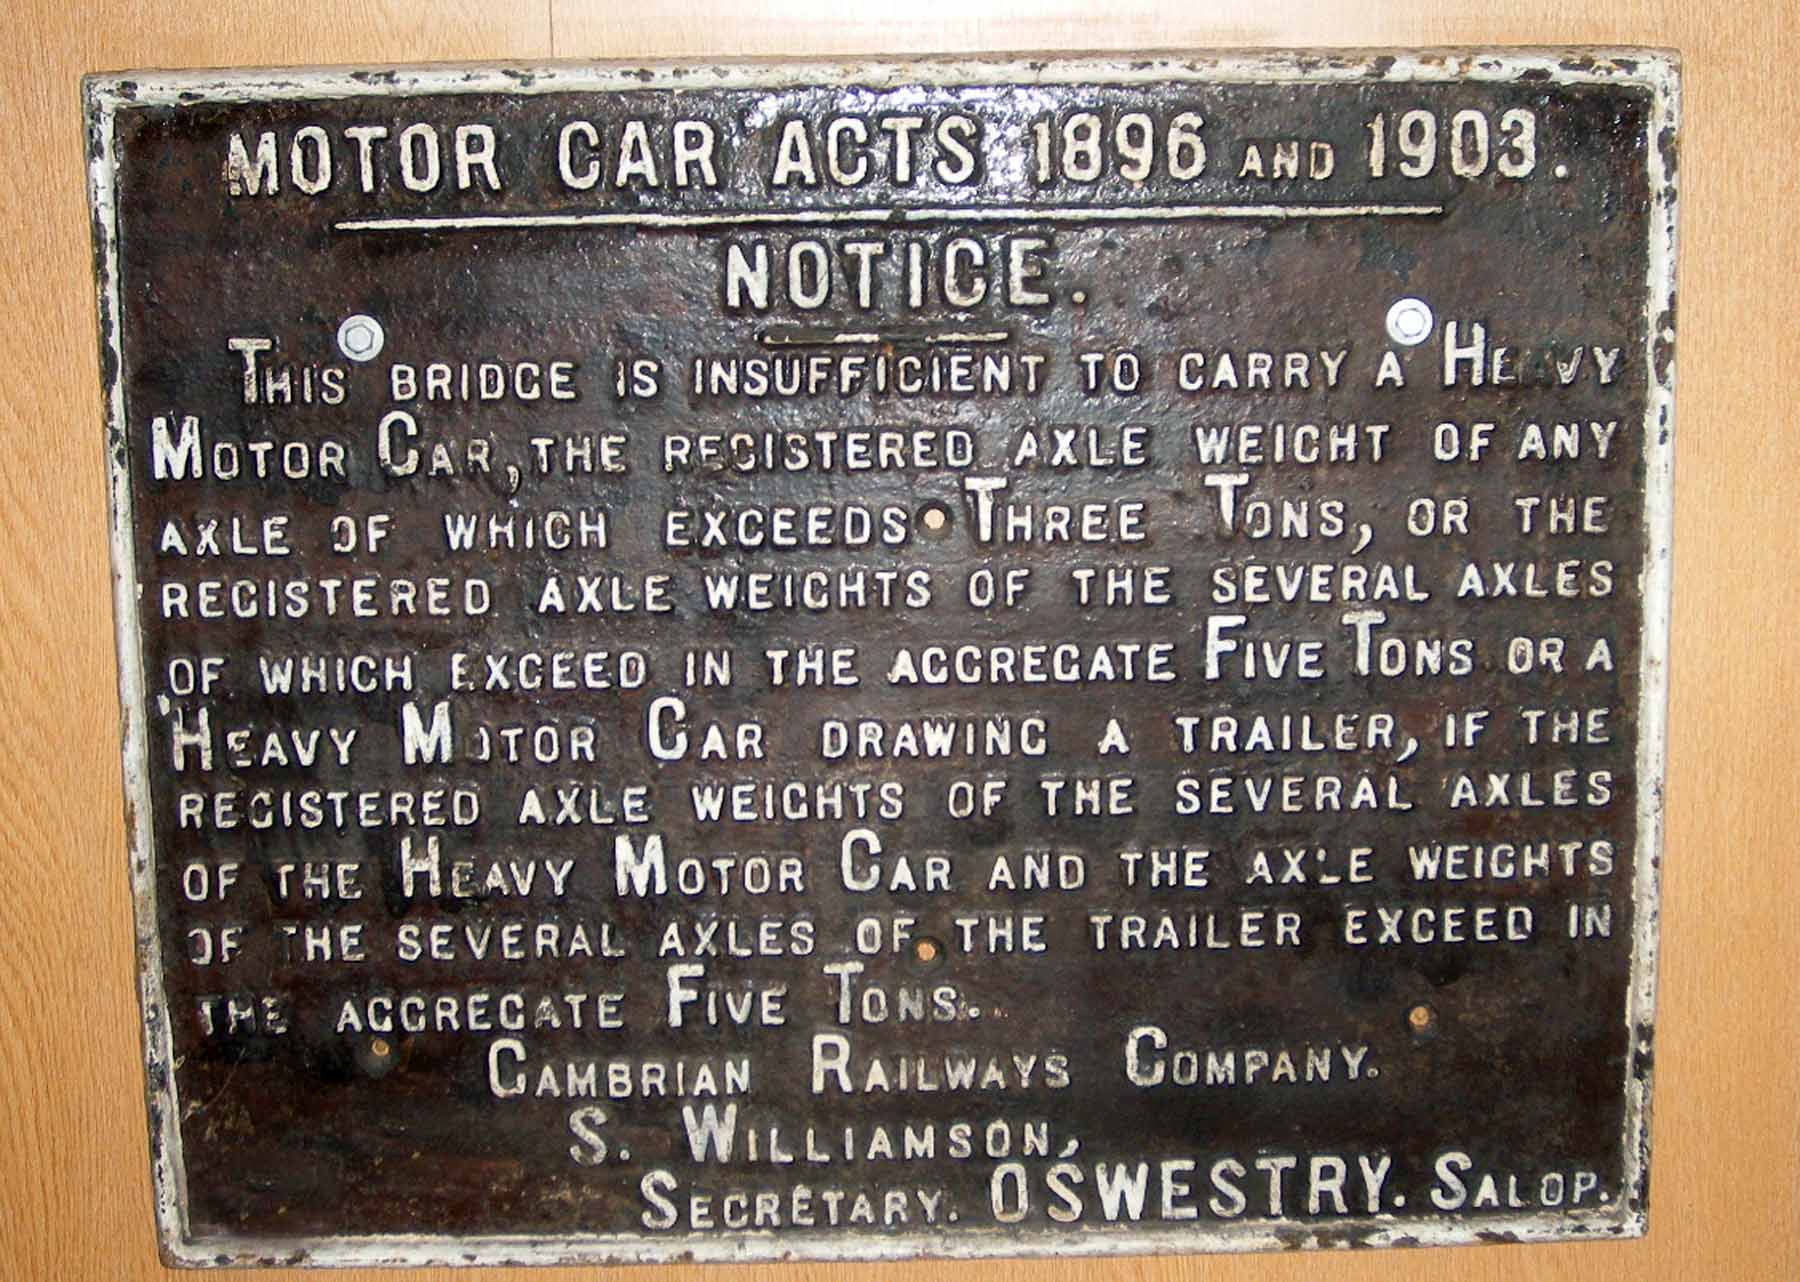 MOTOR CAR ACTS 1896 AND 1903.
NOTICE.
THIS BRIDGE IS INSUFFICIENT TO CARRY A HEAVY
MOTOR CAR, THE REGISTERED AXLE WEIGHT OF ANY
AXLE OF WHICH EXCEEDS THREE TONS, OR THE
REGISTERED AXLE WEIGHTS OF THE SEVERAL AXLES
OF WHICH EXCEED IN THE AGGREGATE FIVE TONS OR A
HEAVY MOTOR CAR DRAWING A TRAILER, IF THE
REGISTERED AXLE WEIGHTS OF THE SEVERAL AXLES
OF THE HEAVY MOTOR CAR AND THE AXLE WEIGHTS
OF THE SEVERAL AXLES OF THE TRAILER EXCEED IN
THE AGGREGATE FIVE TONS.
CAMBRIAN RAILWAYS COMPANY.
S. WILLIAMSON,
SECRETARY. OSWESTRY. SALOP.